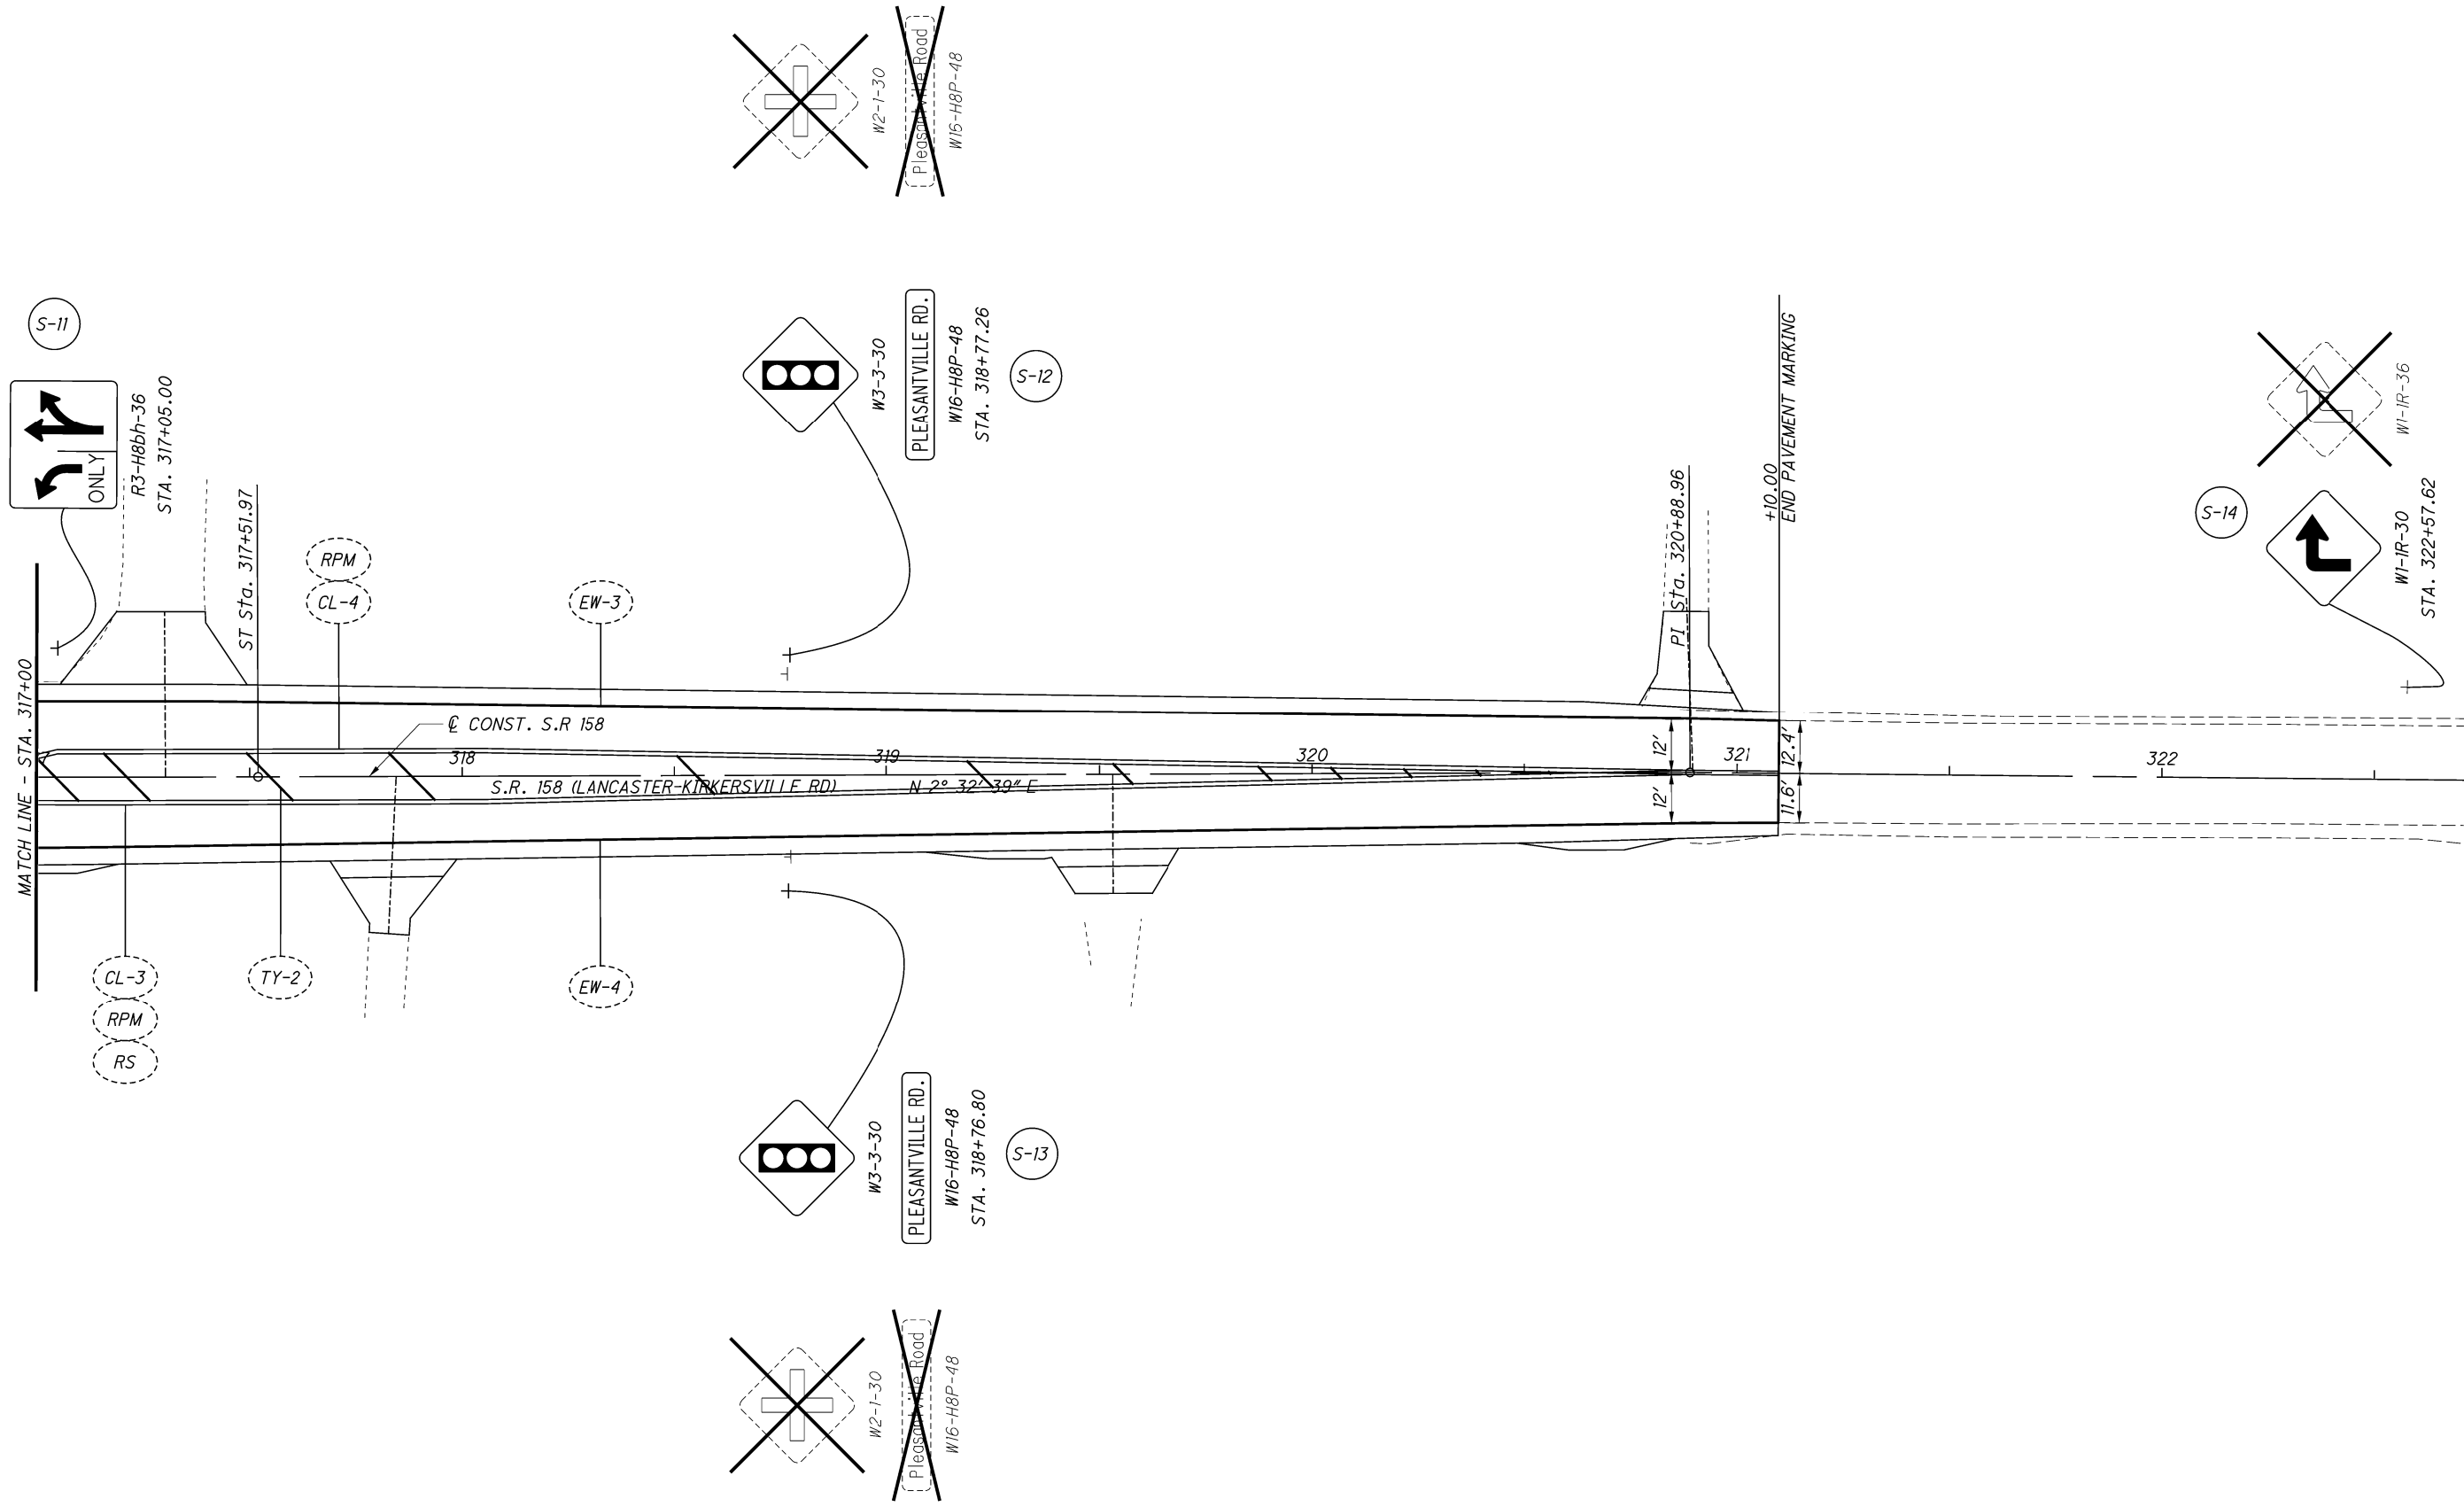 W2-1-30
Pleasantville Road
W16-H8P-48
S-11
ONLY
R3-H8bh-36
STA. 317+05.00
W3-3-30
PLEASANTVILLE RD.
W16-H8P-48
STA. 318+77.26
S-12
W1-1R-36
S-14
W1-1R-30
STA. 322+57.62
ST Sta. 317+51.97
RPM
CL-4
EW-3
PI Sta. 320+88.96
+10.00
END PAVEMENT MARKING
MATCH LINE - STA. 317+00
℄ CONST. S.R 158
318
319
320
321
322
S.R. 158 (LANCASTER-KIRKERSVILLE RD)
N 2° 32' 39" E
12'
12'
12.4'
11.6'
CL-3
RPM
RS
TY-2
EW-4
W3-3-30
PLEASANTVILLE RD.
W16-H8P-48
STA. 318+76.80
S-13
W2-1-30
Pleasantville Road
W16-H8P-48